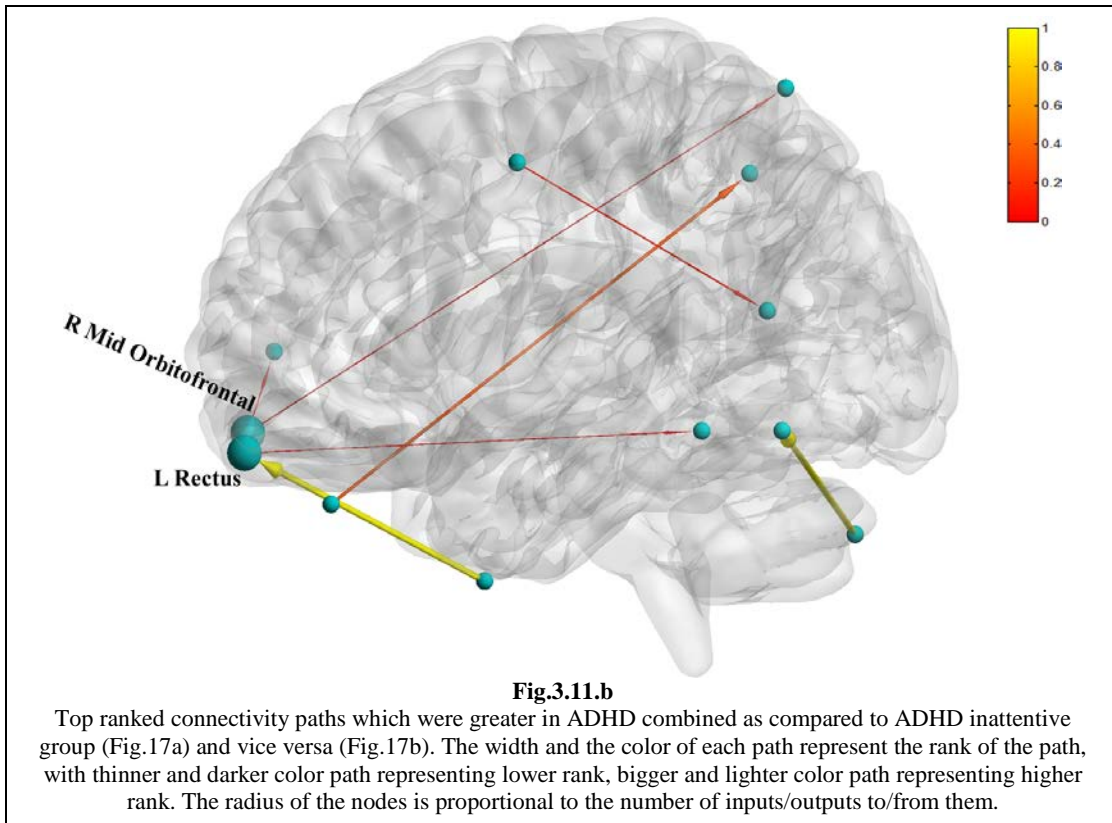 1
0.8
0.6
0.4
0.2
0
R Mid Orbitofrontal
L Rectus
Fig.3.11.b
Top ranked connectivity paths which were greater in ADHD combined as compared to ADHD inattentive
group (Fig.17a) and vice versa (Fig.17b). The width and the color of each path represent the rank of the path,
with thinner and darker color path representing lower rank, bigger and lighter color path representing higher
rank. The radius of the nodes is proportional to the number of inputs/outputs to/from them.